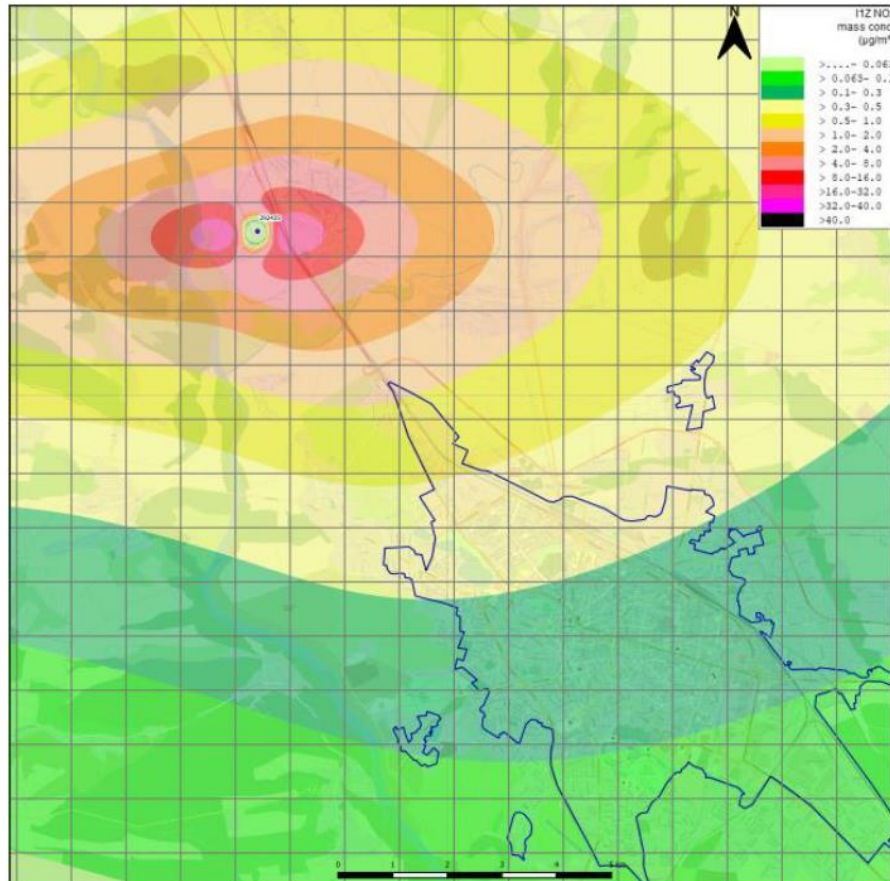 N
I1Z NO
mass conc
(µg/m³
>....- 0.06
> 0.063- 0.
> 0.1- 0.3
> 0.3- 0.5
> 0.5- 1.0
> 1.0- 2.0
> 2.0- 4.0
> 4.0- 8.0
> 8.0-16.0
>16.0-32.0
>32.0-40.0
>40.0
0 1 2 3 4 5